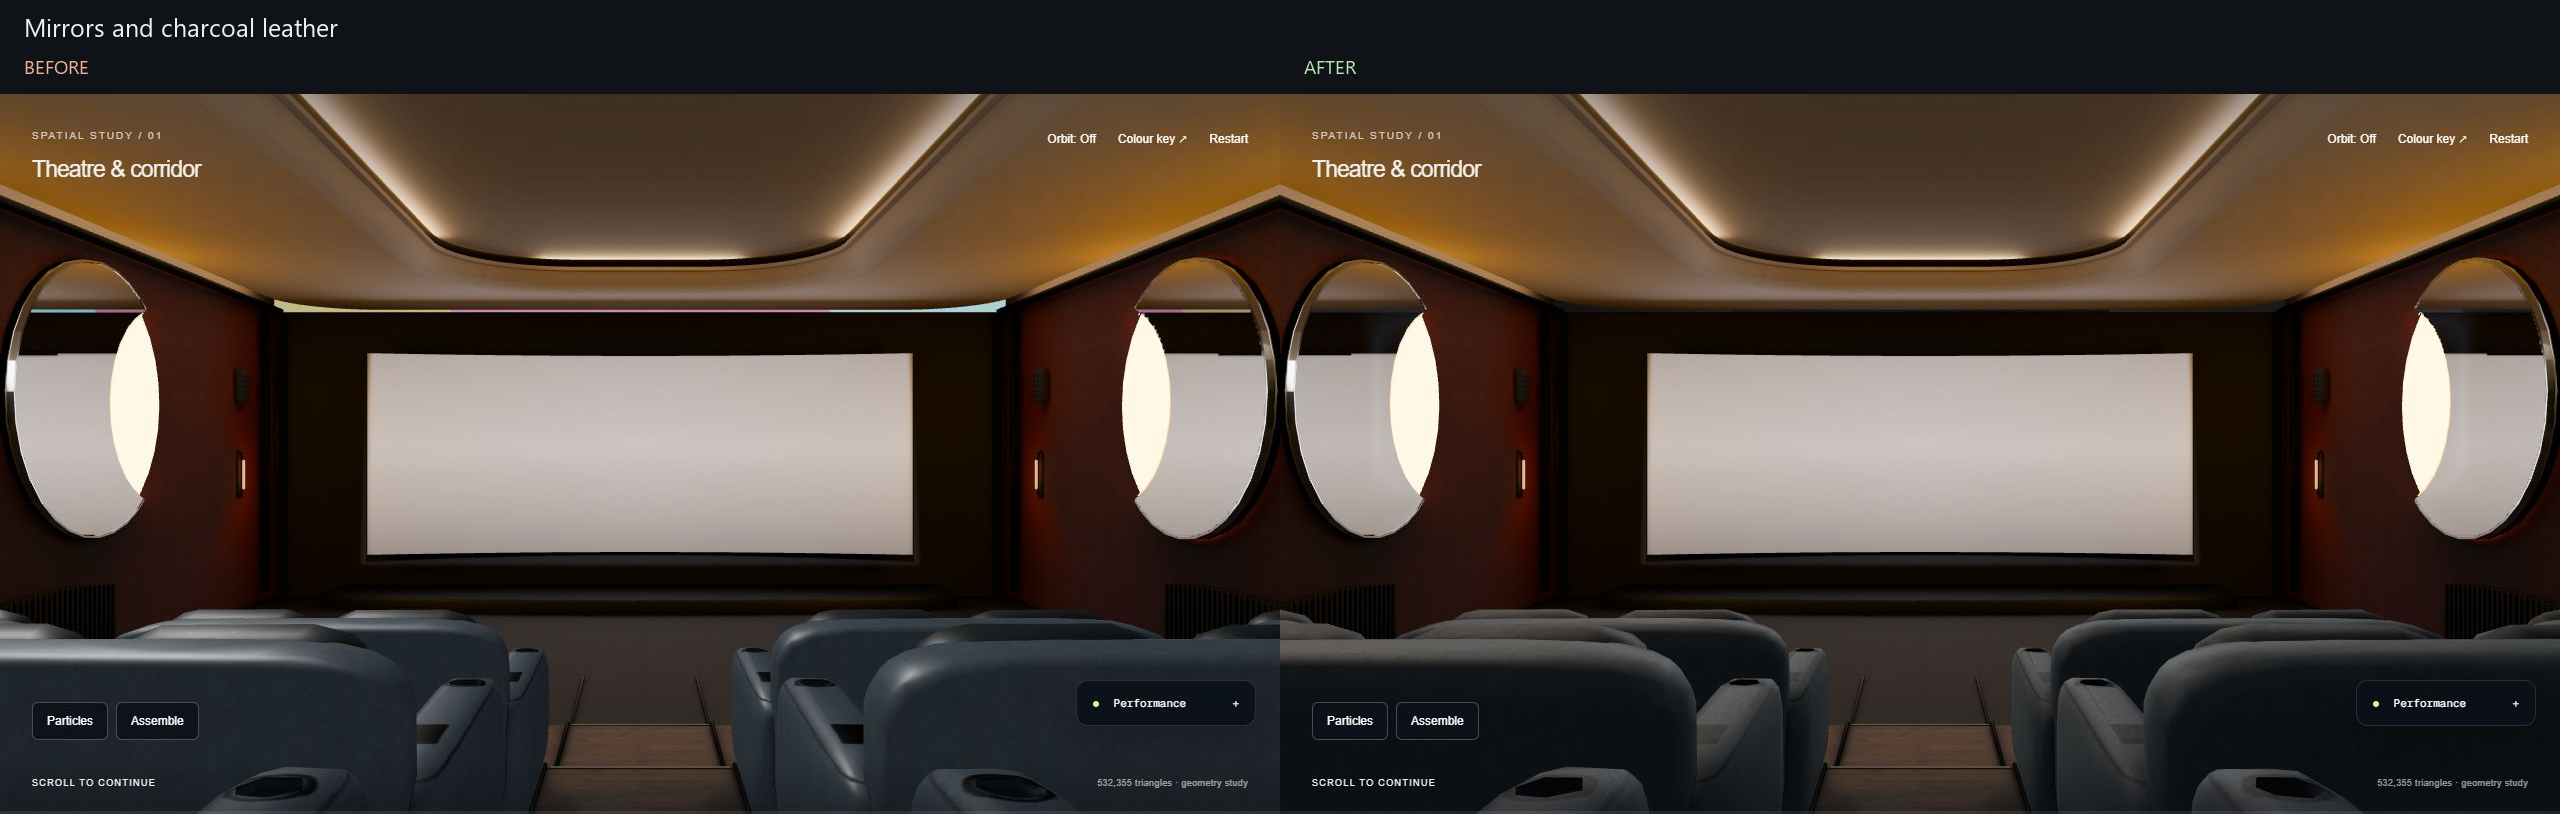 Mirrors and charcoal leather
BEFORE
AFTER
SPATIAL STUDY / 01
Theatre & corridor
Orbit: Off
Colour key ↗
Restart
Particles
Assemble
Performance +
SCROLL TO CONTINUE
532,355 triangles · geometry study
SPATIAL STUDY / 01
Theatre & corridor
Orbit: Off
Colour key ↗
Restart
Particles
Assemble
Performance +
SCROLL TO CONTINUE
532,355 triangles · geometry study